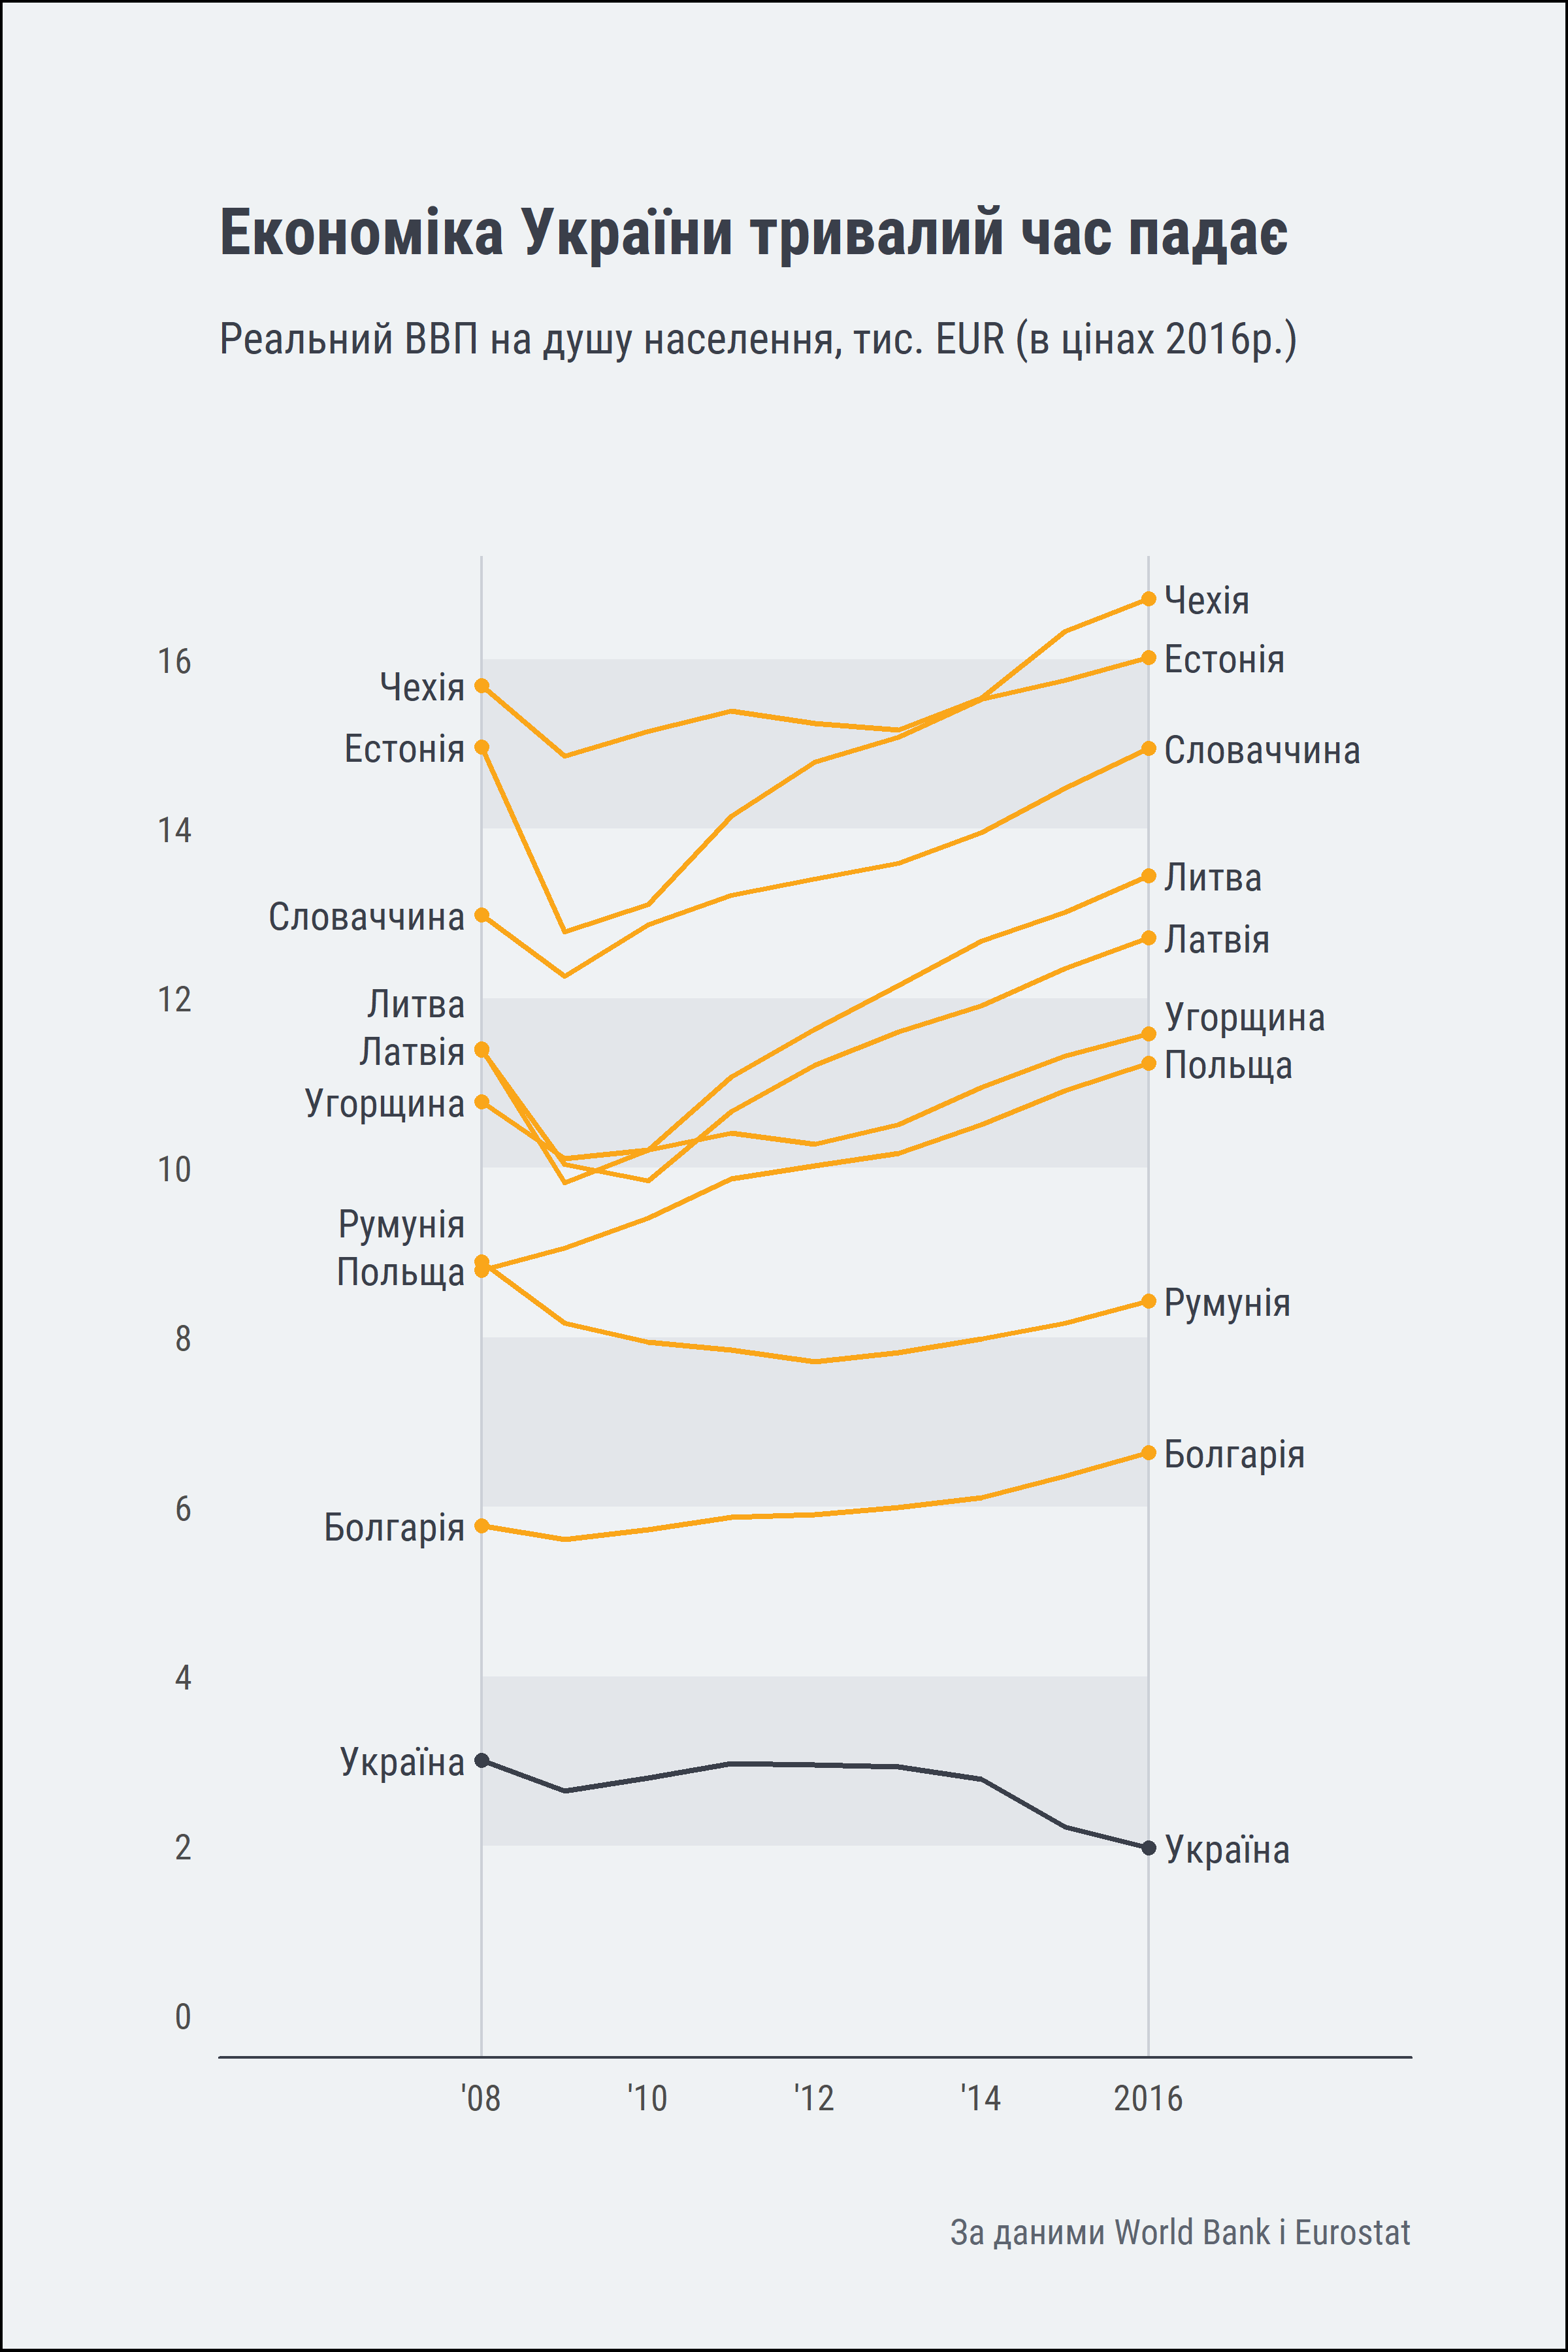 Економіка України тривалий час падає
Реальний ВВП на душу населення, тис. EUR (в цінах 2016р.)
16
14
12
10
8
6
4
2
0
Чехія
Естонія
Словаччина
Литва
Латвія
Угорщина
Румунія
Польща
Болгарія
Україна
Чехія
Естонія
Словаччина
Литва
Латвія
Угорщина
Польща
Румунія
Болгарія
Україна
'08 '10 '12 '14 2016
За даними World Bank і Eurostat